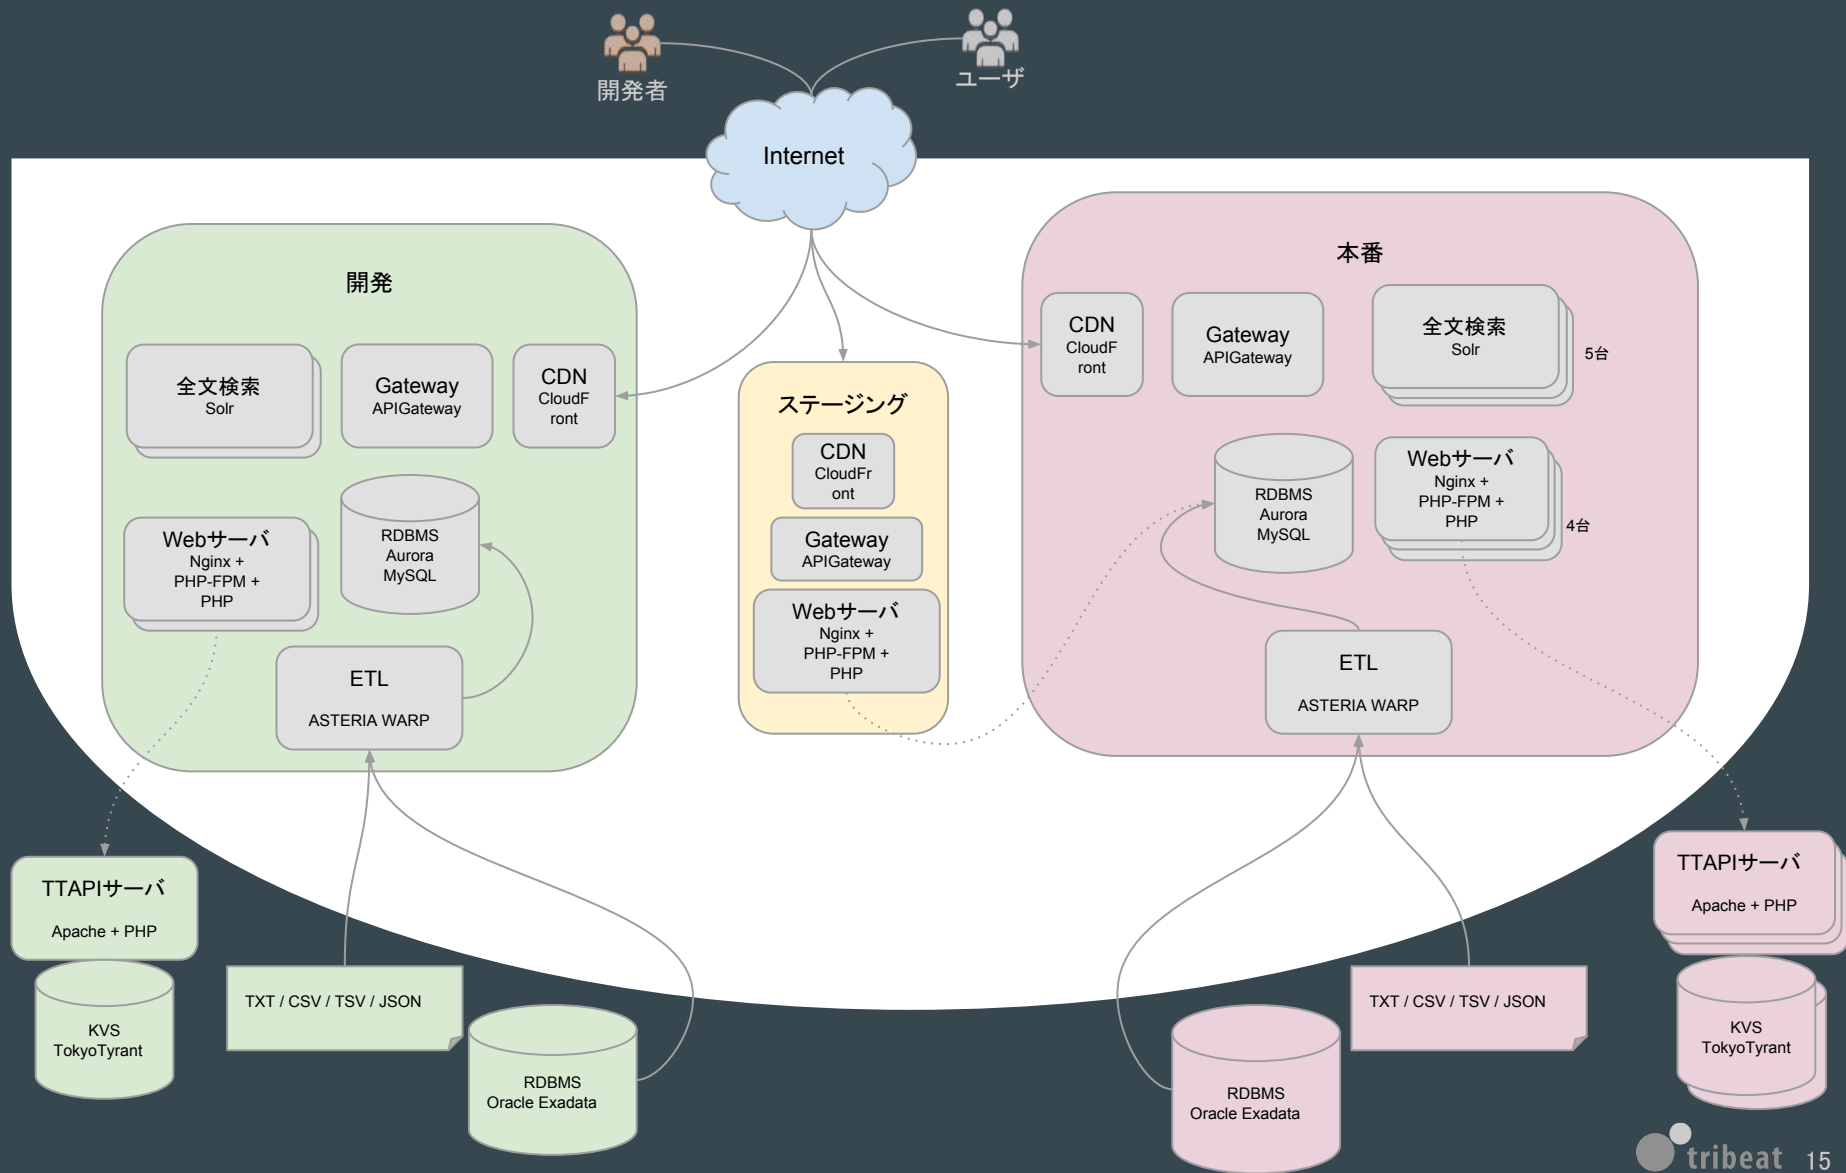 開発者
ユーザ
Internet
開発
全文検索
Solr
Gateway
APIGateway
CDN
CloudF
ront
Webサーバ
Nginx +
PHP-FPM +
PHP
RDBMS
Aurora
MySQL
ETL
ASTERIA WARP
ステージング
CDN
CloudFr
ont
Gateway
APIGateway
Webサーバ
Nginx +
PHP-FPM +
PHP
本番
CDN
CloudF
ront
Gateway
APIGateway
全文検索
Solr
5台
RDBMS
Aurora
MySQL
Webサーバ
Nginx +
PHP-FPM +
PHP
4台
ETL
ASTERIA WARP
TTAPIサーバ
Apache + PHP
KVS
TokyoTyrant
TXT / CSV / TSV / JSON
RDBMS
Oracle Exadata
RDBMS
Oracle Exadata
TXT / CSV / TSV / JSON
TTAPIサーバ
Apache + PHP
KVS
TokyoTyrant
tribeat
15